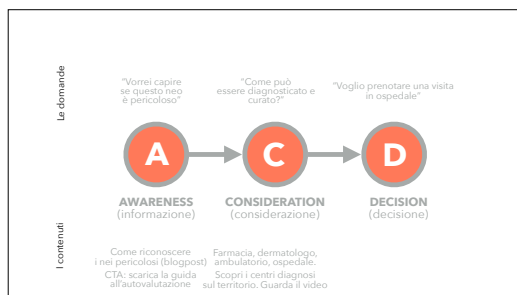 Le domande
"Vorrei capire
se questo neo
è pericoloso"
"Come può
essere diagnosticato e
curato?"
"Voglio prenotare una visita
in ospedale"
A
C
D
AWARENESS
(informazione)
CONSIDERATION
(considerazione)
DECISION
(decisione)
I contenuti
Come riconoscere
i nei pericolosi (blogpost)
CTA: scarica la guida
all'autovalutazione
Farmacia, dermatologo,
ambulatorio, ospedale.
Scopri i centri diagnosi
sul territorio. Guarda il video